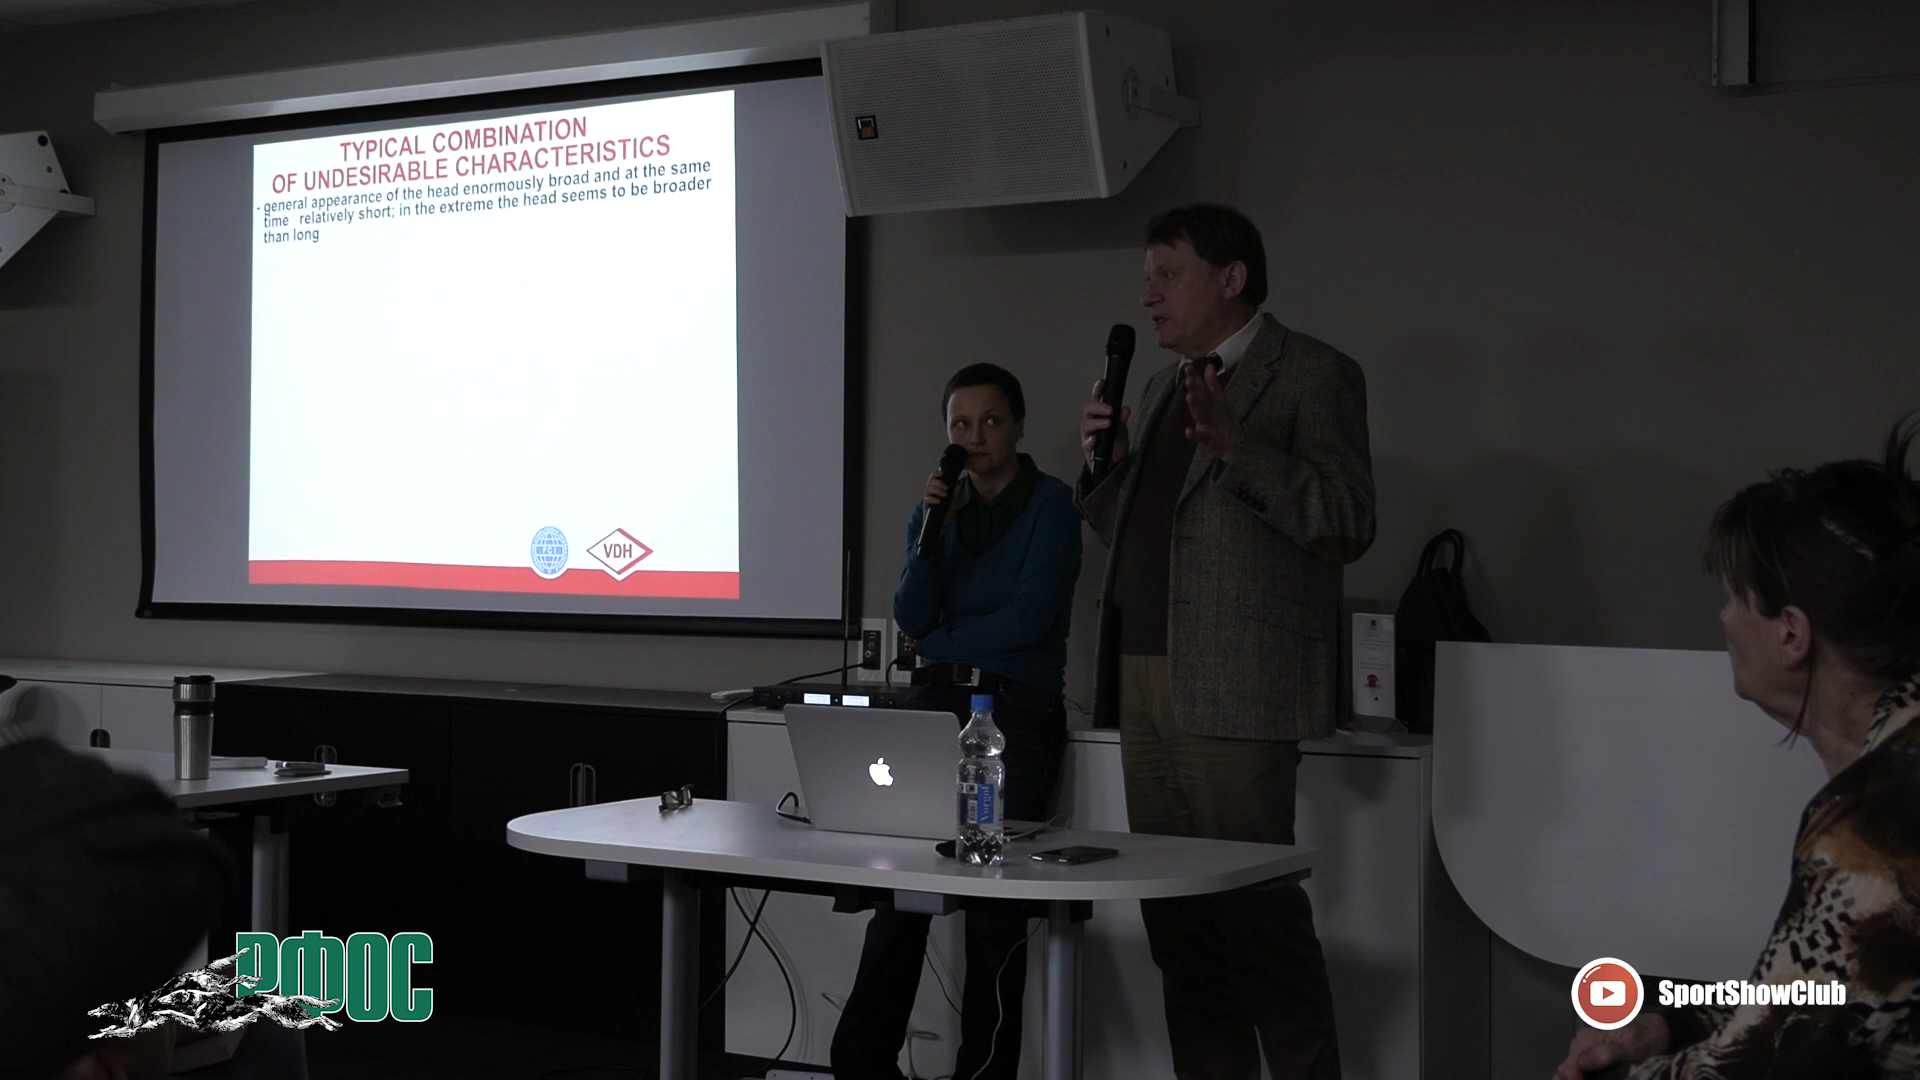 TYPICAL COMBINATION
OF UNDESIRABLE CHARACTERISTICS
- general appearance of the head enormously broad and at the same
time relatively short; in the extreme the head seems to be broader
than long
FCI
VDH
Vorgol
РФОС
SportShowClub